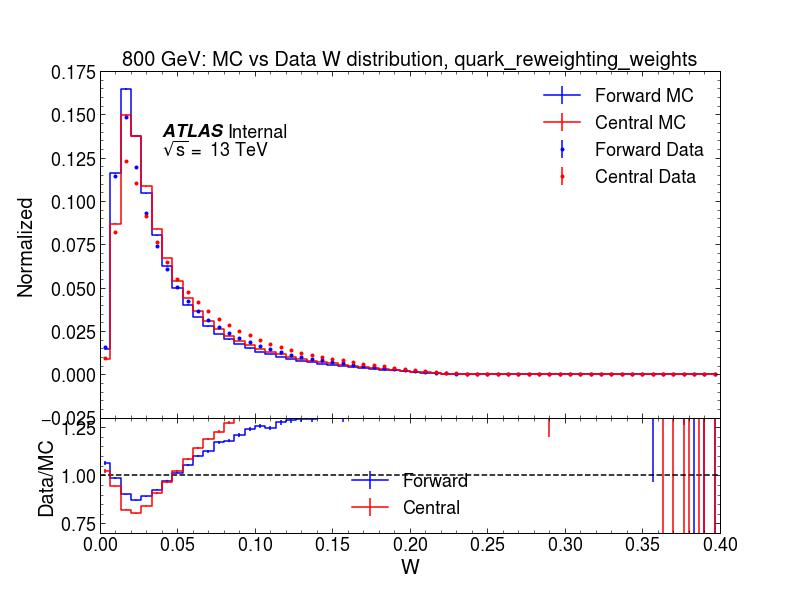 800 GeV: MC vs Data W distribution, quark_reweighting_weights
0.175
0.150
0.125
0.100
0.075
0.050
0.025
0.000
−0.025
Normalized
ATLAS Internal
√s = 13 TeV
Forward MC
Central MC
Forward Data
Central Data
1.25
1.00
0.75
Data/MC
Forward
Central
0.00 0.05 0.10 0.15 0.20 0.25 0.30 0.35 0.40
W